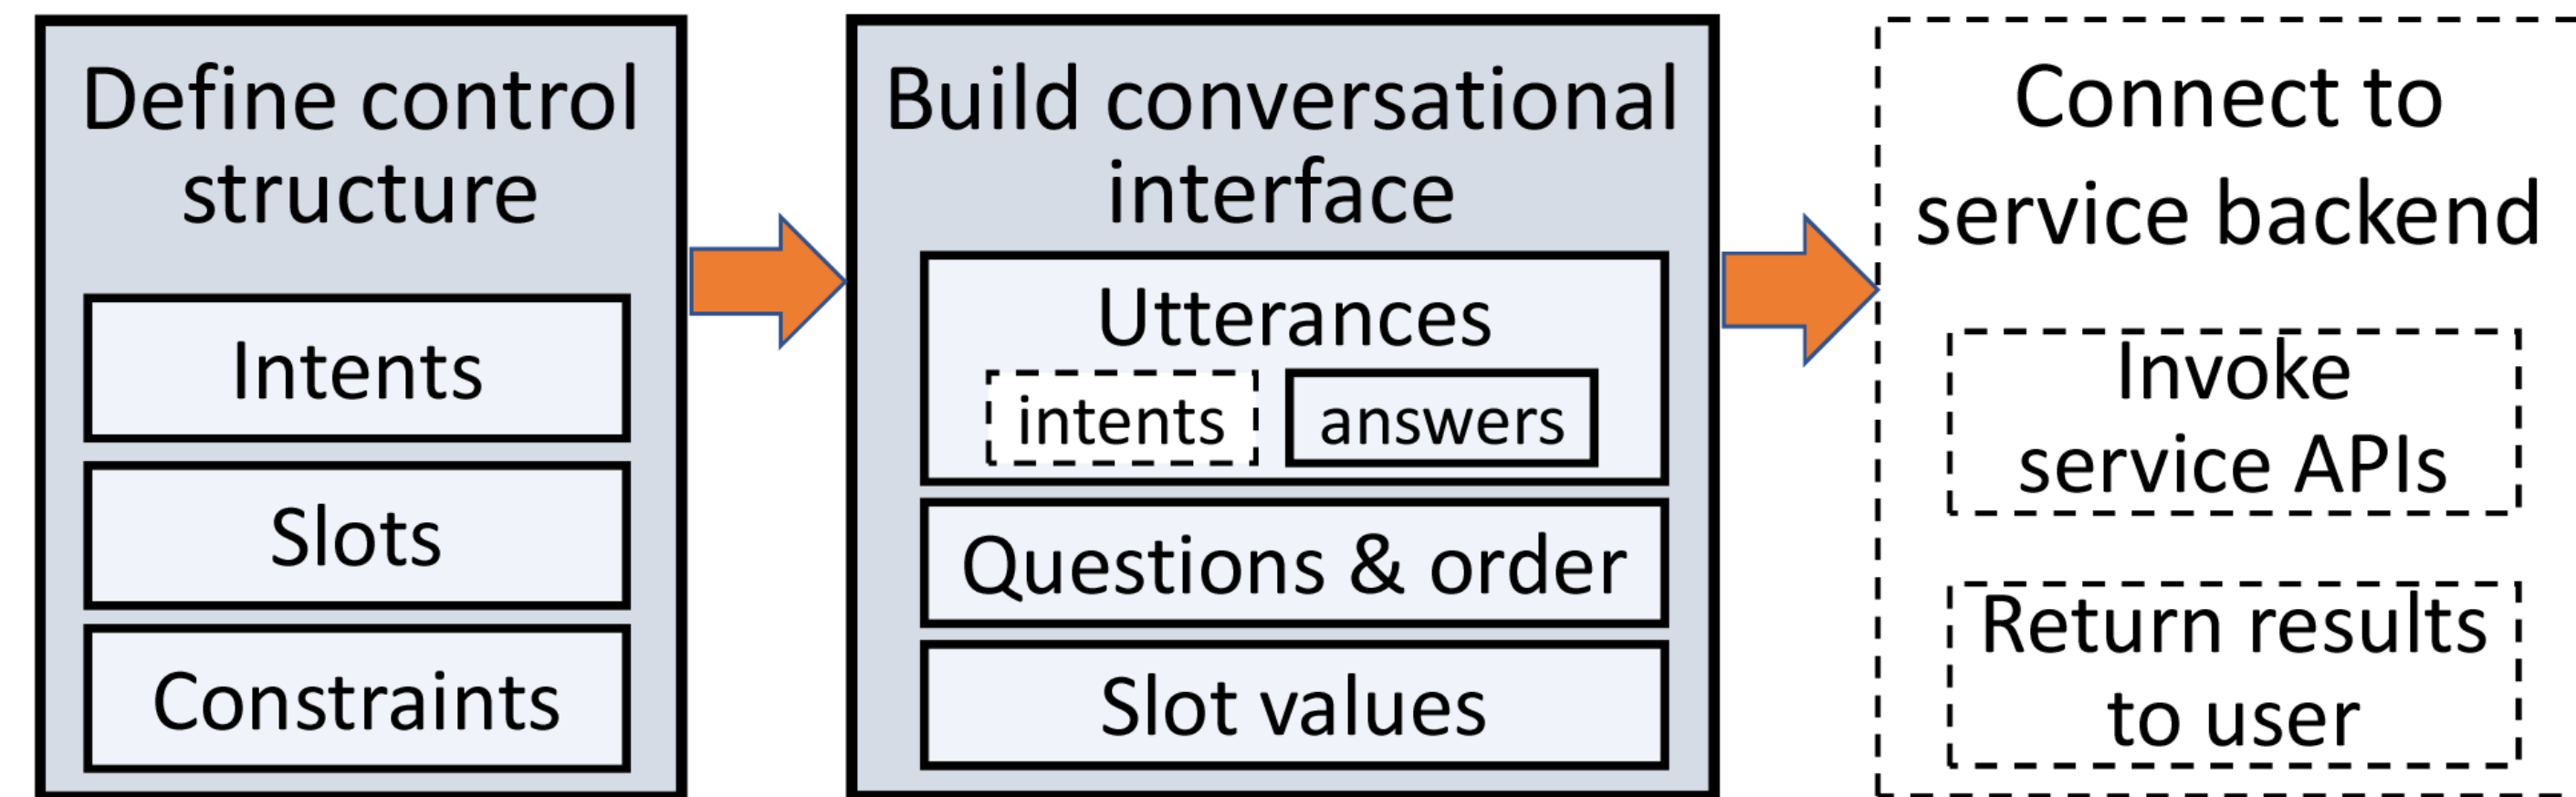 Define control
structure
Intents
Slots
Constraints
Build conversational
interface
Utterances
intents answers
Questions & order
Slot values
Connect to
service backend
Invoke
service APIs
Return results
to user